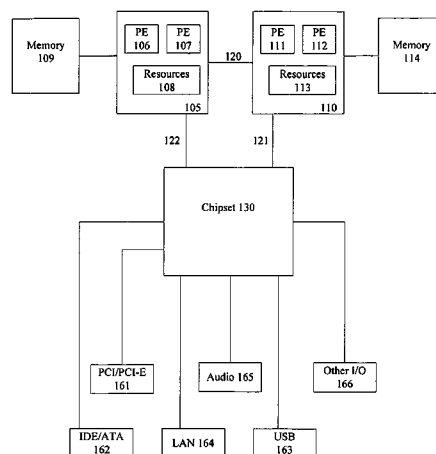 Memory
109
PE
106
PE
107
Resources
108
105
120
PE
111
PE
112
Resources
113
110
Memory
114
122
121
Chipset 130
PCI/PCI-E
161
Audio 165
Other I/O
166
IDE/ATA
162
LAN 164
USB
163